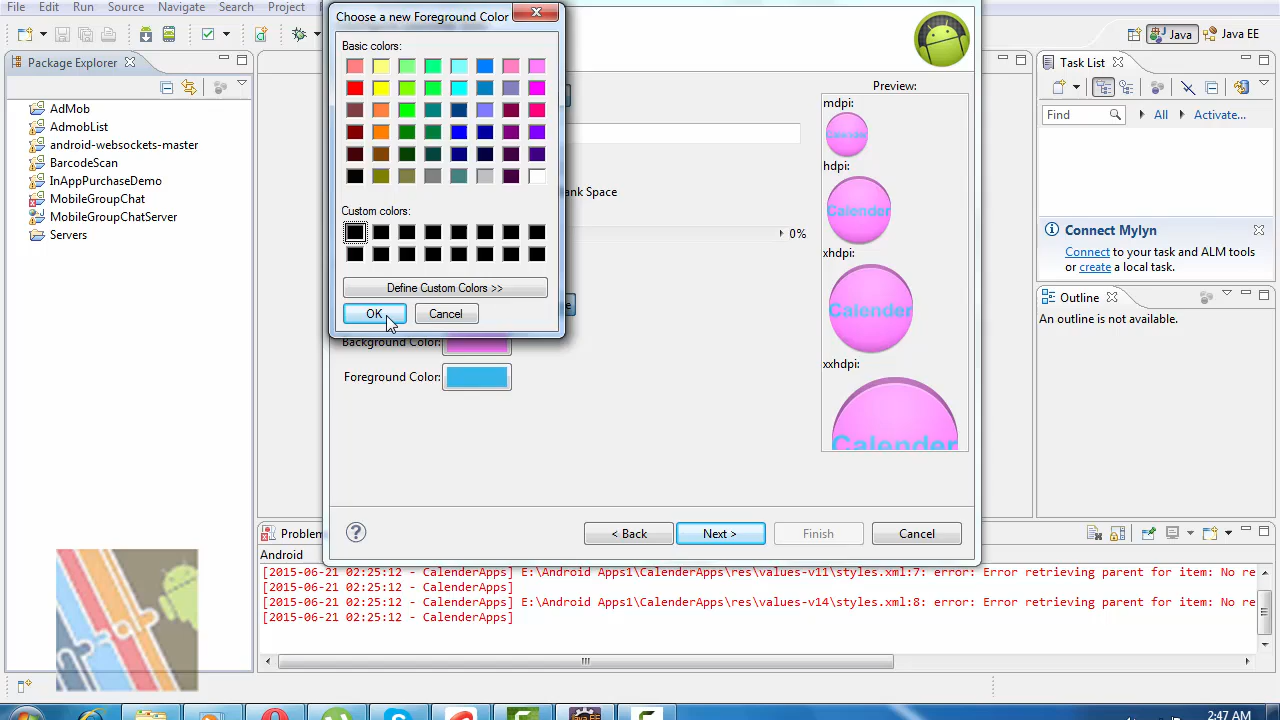 File Edit Run Source Navigate Search Project
Choose a new Foreground Color
Java
Java EE
Package Explorer
Basic colors:
Task List
Preview:
AdMob
AdmobList
android-websockets-master
BarcodeScan
InAppPurchaseDemo
MobileGroupChat
MobileGroupChatServer
Servers
mdpi:
Calender
Find
All
Activate...
hdpi:
Calender
ank Space
Custom colors:
0%
Connect Mylyn
Connect to your task and ALM tools
or create a local task.
xhdpi:
Calender
Define Custom Colors >>
OK
Cancel
Outline
An outline is not available.
Background Color:
Foreground Color:
xxhdpi:
Calender
< Back
Next >
Finish
Cancel
Problem
Android
[2015-06-21 02:25:12 - CalenderApps] E:\Android Apps1\CalenderApps\res\values-v11\styles.xml:7: error: Error retrieving parent for item: No re
[2015-06-21 02:25:12 - CalenderApps]
[2015-06-21 02:25:12 - CalenderApps] E:\Android Apps1\CalenderApps\res\values-v14\styles.xml:8: error: Error retrieving parent for item: No re
[2015-06-21 02:25:12 - CalenderApps]
2:47 AM